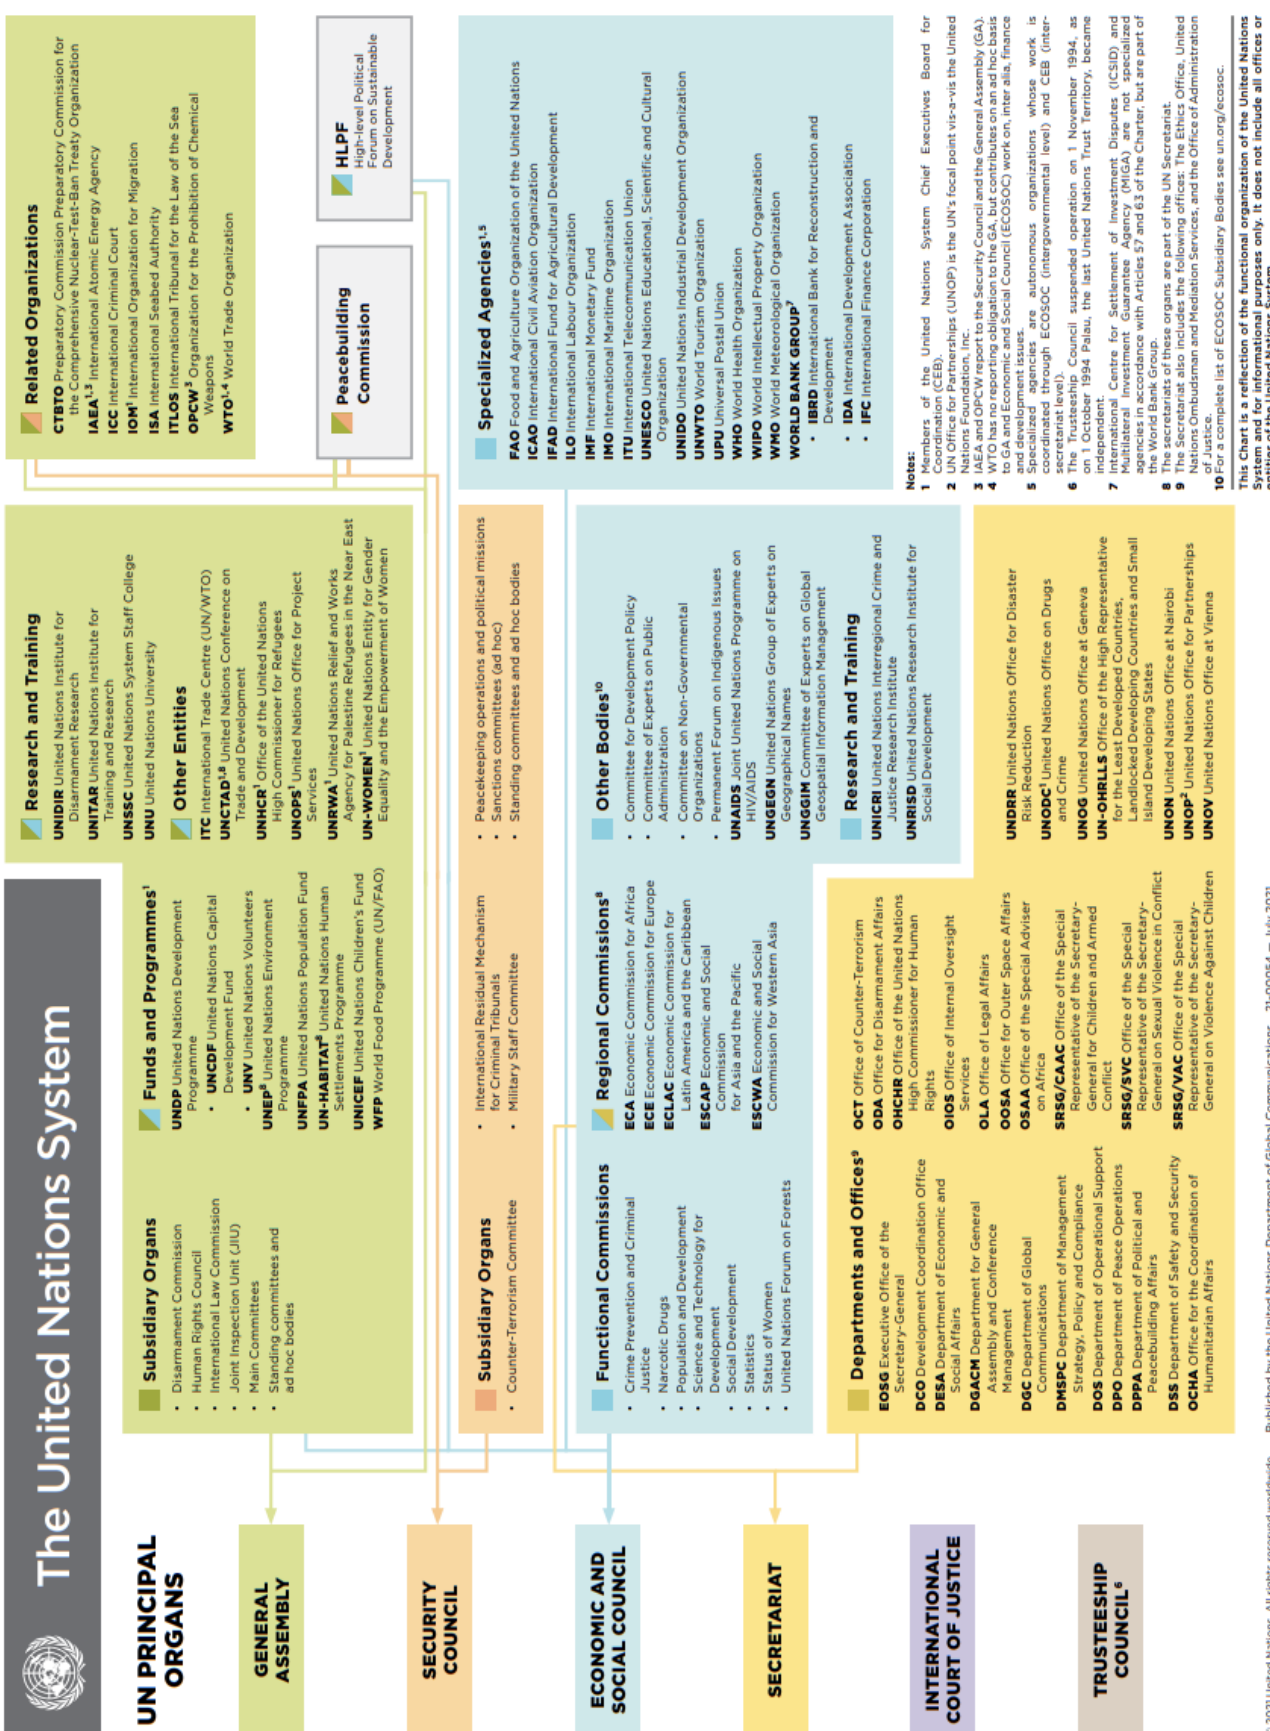 The United Nations System
UN PRINCIPAL
ORGANS
GENERAL
ASSEMBLY
SECURITY
COUNCIL
ECONOMIC AND
SOCIAL COUNCIL
SECRETARIAT
INTERNATIONAL
COURT OF JUSTICE
TRUSTEESHIP
COUNCIL⁶
Subsidiary Organs
• Disarmament Commission
• Human Rights Council
• International Law Commission
• Joint Inspection Unit (JIU)
• Main Committees
• Standing committees and
ad hoc bodies
Funds and Programmes¹
UNDP United Nations Development
Programme
• UNCDF United Nations Capital
Development Fund
• UNV United Nations Volunteers
UNEP⁸ United Nations Environment
Programme
UNFPA United Nations Population Fund
UN-HABITAT⁸ United Nations Human
Settlements Programme
UNICEF United Nations Children's Fund
WFP World Food Programme (UN/FAO)
Research and Training
UNIDIR United Nations Institute for
Disarmament Research
UNITAR United Nations Institute for
Training and Research
UNSSC United Nations System Staff College
UNU United Nations University
Other Entities
ITC International Trade Centre (UN/WTO)
UNCTAD¹,⁸ United Nations Conference on
Trade and Development
UNHCR¹ Office of the United Nations
High Commissioner for Refugees
UNOPS¹ United Nations Office for Project
Services
UNRWA¹ United Nations Relief and Works
Agency for Palestine Refugees in the Near East
UN-WOMEN¹ United Nations Entity for Gender
Equality and the Empowerment of Women
Related Organizations
CTBTO Preparatory Commission Preparatory Commission for
the Comprehensive Nuclear-Test-Ban Treaty Organization
IAEA¹,³ International Atomic Energy Agency
ICC International Criminal Court
IOM¹ International Organization for Migration
ISA International Seabed Authority
ITLOS International Tribunal for the Law of the Sea
OPCW³ Organization for the Prohibition of Chemical
Weapons
WTO¹,⁴ World Trade Organization
Peacebuilding
Commission
HLPF
High-level Political
Forum on Sustainable
Development
Subsidiary Organs
• Counter-Terrorism Committee
• International Residual Mechanism
for Criminal Tribunals
• Military Staff Committee
• Peacekeeping operations and political missions
• Sanctions committees (ad hoc)
• Standing committees and ad hoc bodies
Functional Commissions
• Crime Prevention and Criminal
Justice
• Narcotic Drugs
• Population and Development
• Science and Technology for
Development
• Social Development
• Statistics
• Status of Women
• United Nations Forum on Forests
Regional Commissions⁸
ECA Economic Commission for Africa
ECE Economic Commission for Europe
ECLAC Economic Commission for
Latin America and the Caribbean
ESCAP Economic and Social
Commission
for Asia and the Pacific
ESCWA Economic and Social
Commission for Western Asia
Other Bodies¹⁰
• Committee for Development Policy
• Committee of Experts on Public
Administration
• Committee on Non-Governmental
Organizations
• Permanent Forum on Indigenous Issues
UNAIDS Joint United Nations Programme on
HIV/AIDS
UNGEGN United Nations Group of Experts on
Geographical Names
UNGGIM Committee of Experts on Global
Geospatial Information Management
Research and Training
UNICRI United Nations Interregional Crime and
Justice Research Institute
UNRISD United Nations Research Institute for
Social Development
Specialized Agencies¹,⁵
FAO Food and Agriculture Organization of the United Nations
ICAO International Civil Aviation Organization
IFAD International Fund for Agricultural Development
ILO International Labour Organization
IMF International Monetary Fund
IMO International Maritime Organization
ITU International Telecommunication Union
UNESCO United Nations Educational, Scientific and Cultural
Organization
UNIDO United Nations Industrial Development Organization
UNWTO World Tourism Organization
UPU Universal Postal Union
WHO World Health Organization
WIPO World Intellectual Property Organization
WMO World Meteorological Organization
WORLD BANK GROUP⁷
• IBRD International Bank for Reconstruction and
Development
• IDA International Development Association
• IFC International Finance Corporation
Departments and Offices⁹
EOSG Executive Office of the
Secretary-General
DCO Development Coordination Office
DESA Department of Economic and
Social Affairs
DGACM Department for General
Assembly and Conference
Management
DGC Department of Global
Communications
DMSPC Department of Management
Strategy, Policy and Compliance
DOS Department of Operational Support
DPO Department of Peace Operations
DPPA Department of Political and
Peacebuilding Affairs
DSS Department of Safety and Security
OCHA Office for the Coordination of
Humanitarian Affairs
OCT Office of Counter-Terrorism
ODA Office for Disarmament Affairs
OHCHR Office of the United Nations
High Commissioner for Human
Rights
OIOS Office of Internal Oversight
Services
OLA Office of Legal Affairs
OOSA Office for Outer Space Affairs
OSAA Office of the Special Adviser
on Africa
SRSG/CAAC Office of the Special
Representative of the Secretary-
General for Children and Armed
Conflict
SRSG/SVC Office of the Special
Representative of the Secretary-
General on Sexual Violence in Conflict
SRSG/VAC Office of the Special
Representative of the Secretary-
General on Violence Against Children
UNDRR United Nations Office for Disaster
Risk Reduction
UNODC¹ United Nations Office on Drugs
and Crime
UNOG United Nations Office at Geneva
UN-OHRLLS Office of the High Representative
for the Least Developed Countries,
Landlocked Developing Countries and Small
Island Developing States
UNON United Nations Office at Nairobi
UNOP² United Nations Office for Partnerships
UNOV United Nations Office at Vienna
Notes:
1 Members of the United Nations System Chief Executives Board for
Coordination (CEB).
2 UN Office for Partnerships (UNOP) is the UN's focal point vis-a-vis the United
Nations Foundation, Inc.
3 IAEA and OPCW report to the Security Council and the General Assembly (GA).
4 WTO has no reporting obligation to the GA, but contributes on an ad hoc basis
to GA and Economic and Social Council (ECOSOC) work on, inter alia, finance
and development issues.
5 Specialized agencies are autonomous organizations whose work is
coordinated through ECOSOC (intergovernmental level) and CEB (inter-
secretariat level).
6 The Trusteeship Council suspended operation on 1 November 1994, as
on 1 October 1994 Palau, the last United Nations Trust Territory, became
independent.
7 International Centre for Settlement of Investment Disputes (ICSID) and
Multilateral Investment Guarantee Agency (MIGA) are not specialized
agencies in accordance with Articles 57 and 63 of the Charter, but are part of
the World Bank Group.
8 The secretariats of these organs are part of the UN Secretariat.
9 The Secretariat also includes the following offices: The Ethics Office, United
Nations Ombudsman and Mediation Services, and the Office of Administration
of Justice.
10 For a complete list of ECOSOC Subsidiary Bodies see un.org/ecosoc.
This Chart is a reflection of the functional organization of the United Nations
System and for informational purposes only. It does not include all offices or
entities of the United Nations System.
© 2021 United Nations. All rights reserved worldwide
Published by the United Nations Department of Global Communications 21-00054 — July 2021